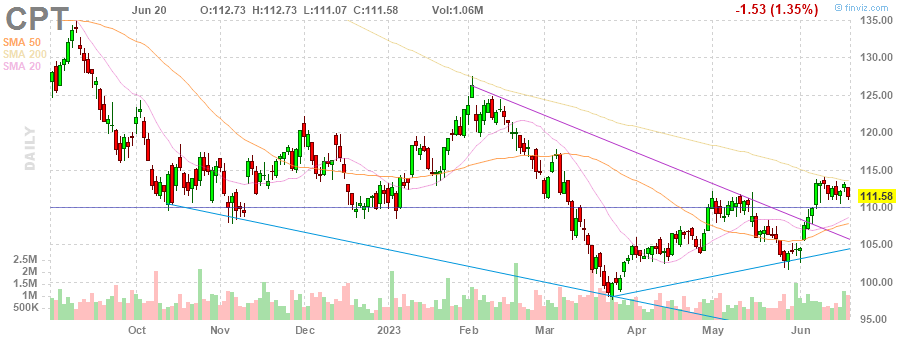 CPT
Jun 20 O:112.73 H:112.73 L:111.07 C:111.58 Vol:1.06M -1.53 (1.35%) © finviz.com
SMA 50
SMA 200
SMA 20
DAILY
135.00
130.00
125.00
120.00
115.00
111.58
110.00
105.00
100.00
95.00
2.5M
2M
1.5M
1M
500K
Oct Nov Dec 2023 Feb Mar Apr May Jun